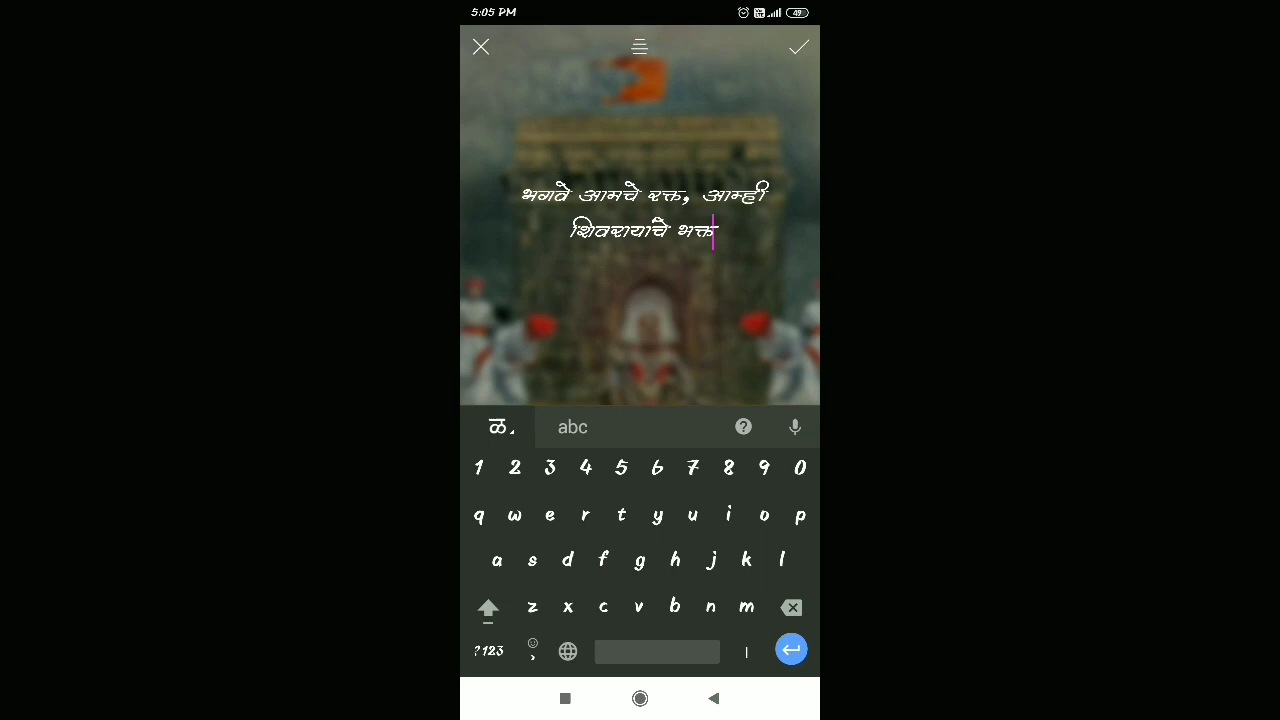 5:05 PM
49
भगवे आमचे रक्त, आम्ही
शिवरायांचे भक्त
ळ abc
1 2 3 4 5 6 7 8 9 0
q w e r t y u i o p
a s d f g h j k l
z x c v b n m
?123 , |